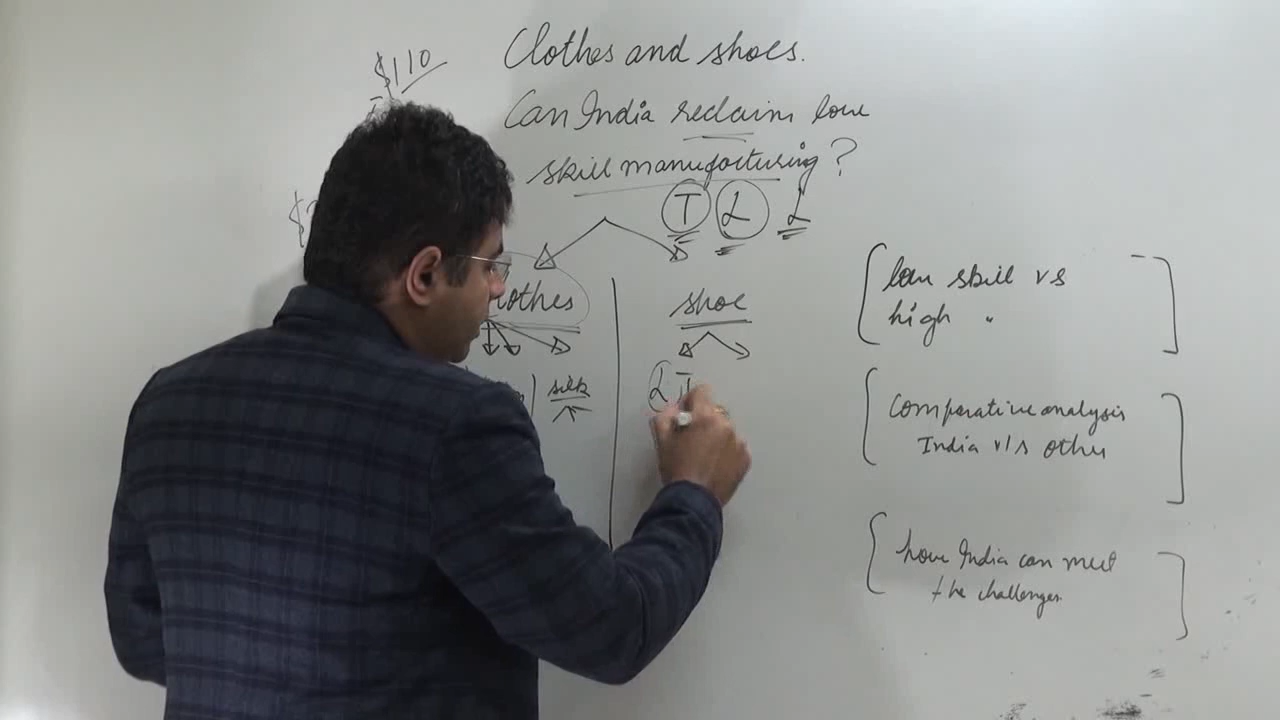 $110
Clothes and shoes.
Can India reclaim low
skill manufacturing?
T L L
lothes
shoe
silk
L
low skill vs
high "
comparative analysis
India v/s other
how India can meet
the challenges